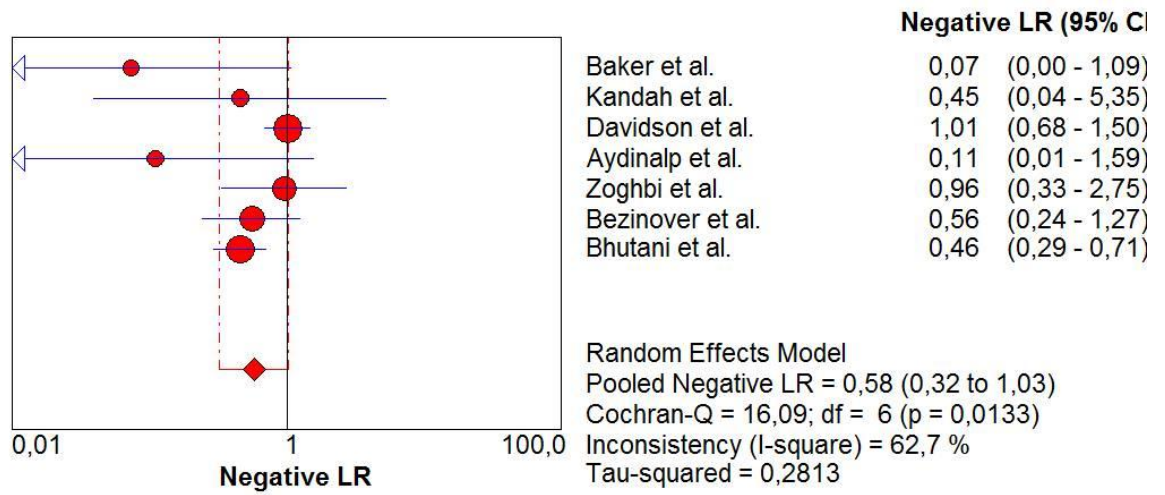 Negative LR (95% CI
Baker et al. 0,07 (0,00 - 1,09)
Kandah et al. 0,45 (0,04 - 5,35)
Davidson et al. 1,01 (0,68 - 1,50)
Aydinalp et al. 0,11 (0,01 - 1,59)
Zoghbi et al. 0,96 (0,33 - 2,75)
Bezinover et al. 0,56 (0,24 - 1,27)
Bhutani et al. 0,46 (0,29 - 0,71)
Random Effects Model
Pooled Negative LR = 0,58 (0,32 to 1,03)
Cochran-Q = 16,09; df = 6 (p = 0,0133)
Inconsistency (I-square) = 62,7 %
Tau-squared = 0,2813
0,01 1 100,0
Negative LR